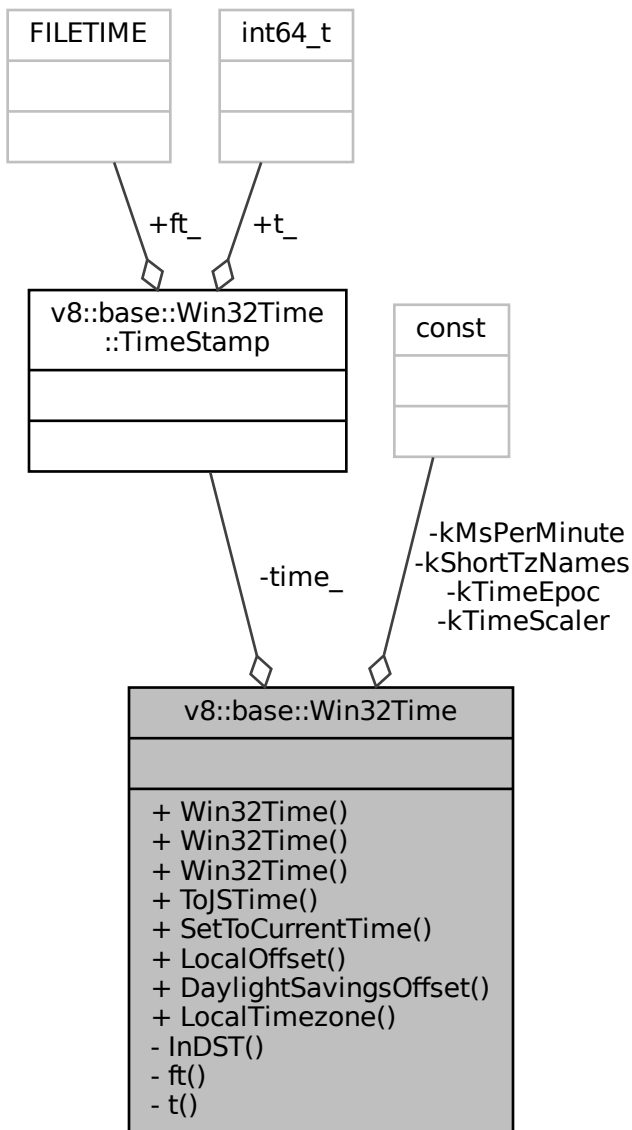 FILETIME
int64_t
+ft_
+t_
v8::base::Win32Time
::TimeStamp
const
-kMsPerMinute
-kShortTzNames
-kTimeEpoc
-kTimeScaler
-time_
v8::base::Win32Time
+ Win32Time()
+ Win32Time()
+ Win32Time()
+ ToJSTime()
+ SetToCurrentTime()
+ LocalOffset()
+ DaylightSavingsOffset()
+ LocalTimezone()
- InDST()
- ft()
- t()